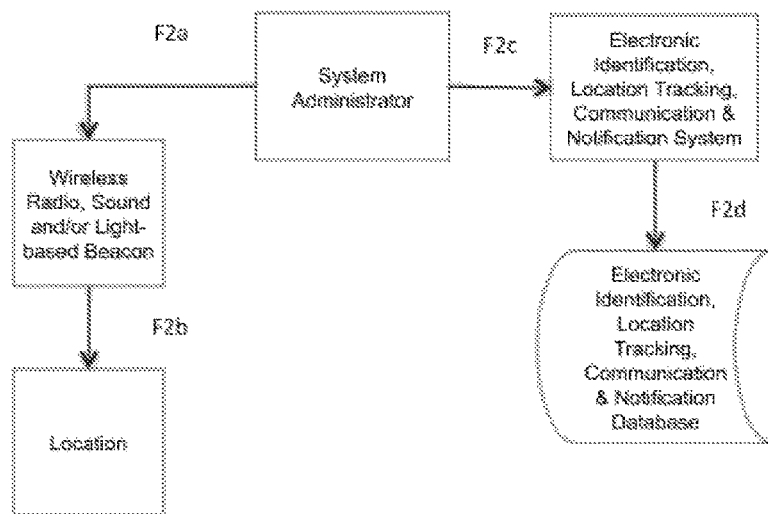 F2a
System
Administrator
F2c
Electronic
Identification,
Location Tracking,
Communication &
Notification System
Wireless
Radio, Sound
and/or Light-
based Beacon
F2b
Location
F2d
Electronic
Identification,
Location
Tracking,
Communication
& Notification
Database